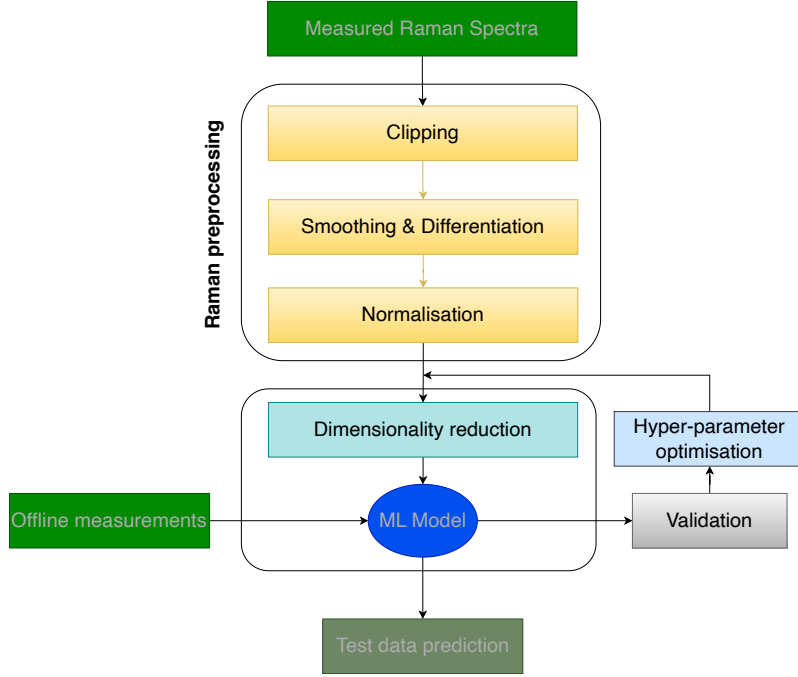 Measured Raman Spectra
Raman preprocessing
Clipping
Smoothing & Differentiation
Normalisation
Dimensionality reduction
Hyper-parameter
optimisation
Offline measurements
ML Model
Validation
Test data prediction